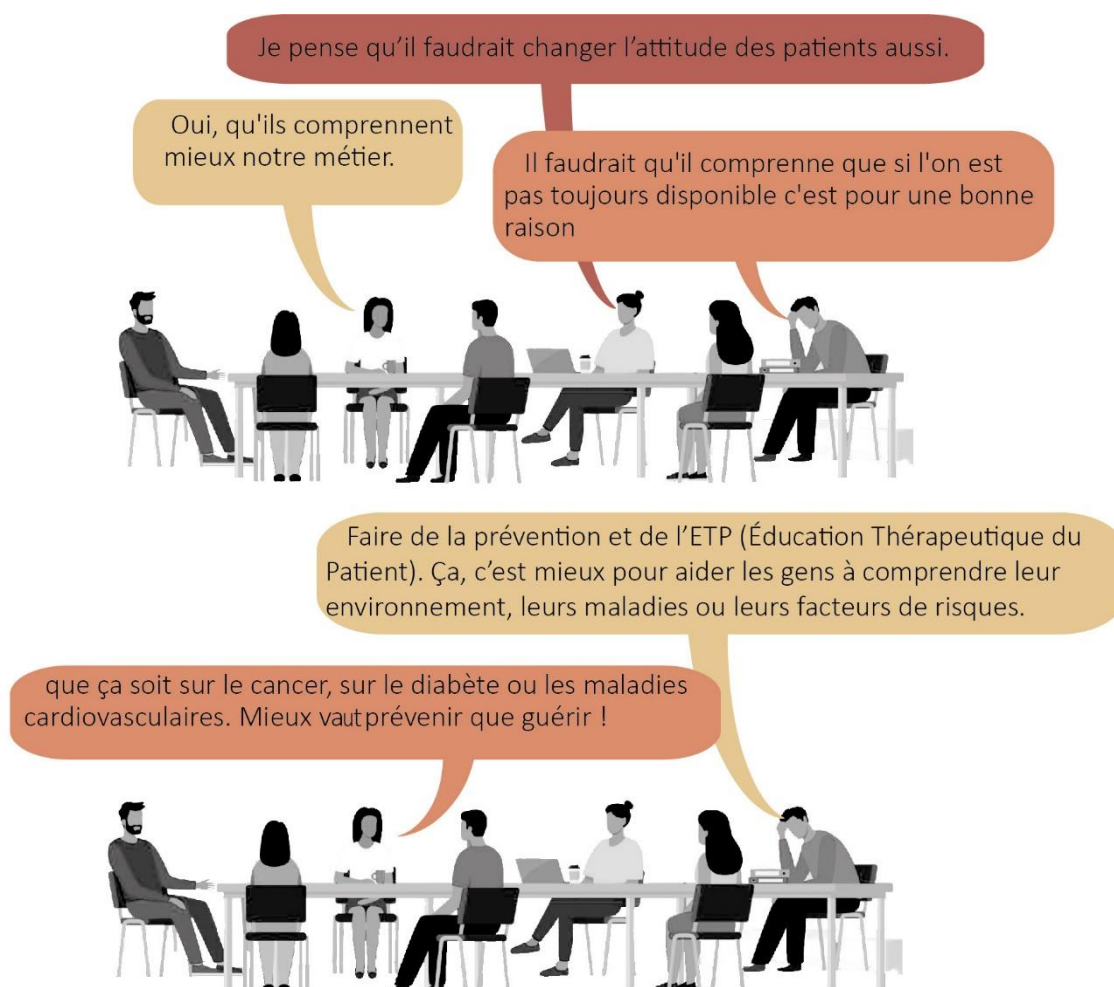 Je pense qu’il faudrait changer l’attitude des patients aussi.
Oui, qu'ils comprennent
mieux notre métier.
Il faudrait qu'il comprenne que si l'on est
pas toujours disponible c'est pour une bonne
raison
Faire de la prévention et de l’ETP (Éducation Thérapeutique du
Patient). Ça, c’est mieux pour aider les gens à comprendre leur
environnement, leurs maladies ou leurs facteurs de risques.
que ça soit sur le cancer, sur le diabète ou les maladies
cardiovasculaires. Mieux vaut prévenir que guérir !